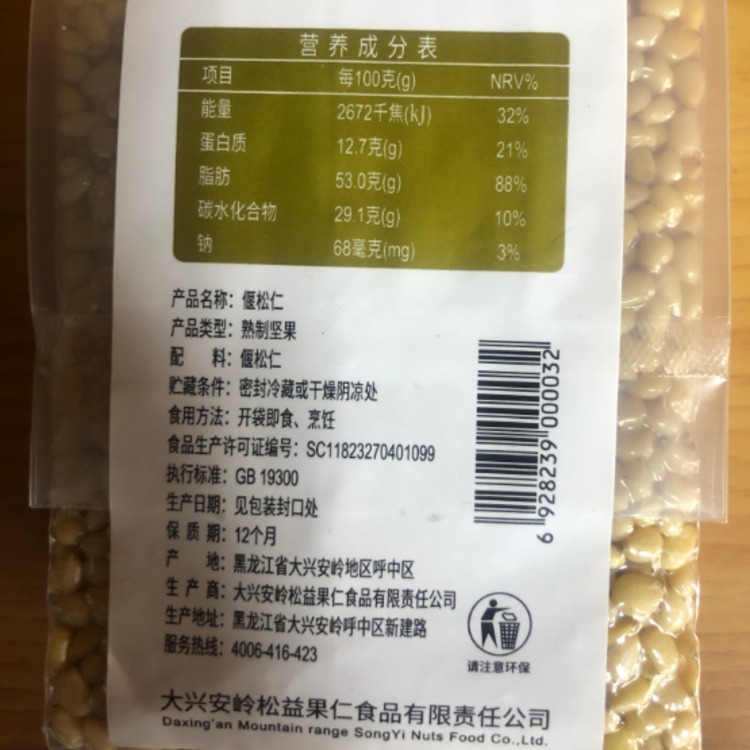 营养成分表
项目 每100克(g) NRV%
能量 2672千焦(kJ) 32%
蛋白质 12.7克(g) 21%
脂肪 53.0克(g) 88%
碳水化合物 29.1克(g) 10%
钠 68毫克(mg) 3%
产品名称：偃松仁
产品类型：熟制坚果
配 料：偃松仁
贮藏条件：密封冷藏或干燥阴凉处
食用方法：开袋即食、烹饪
食品生产许可证编号：SC11823270401099
执行标准：GB 19300
生产日期：见包装封口处
保 质 期：12个月
产 地：黑龙江省大兴安岭地区呼中区
生 产 商：大兴安岭松益果仁食品有限责任公司
生产地址：黑龙江省大兴安岭呼中区新建路
服务热线：4006-416-423
6 928239 000032
请注意环保
大兴安岭松益果仁食品有限责任公司
Daxing'an Mountain range SongYi Nuts Food Co.,Ltd.